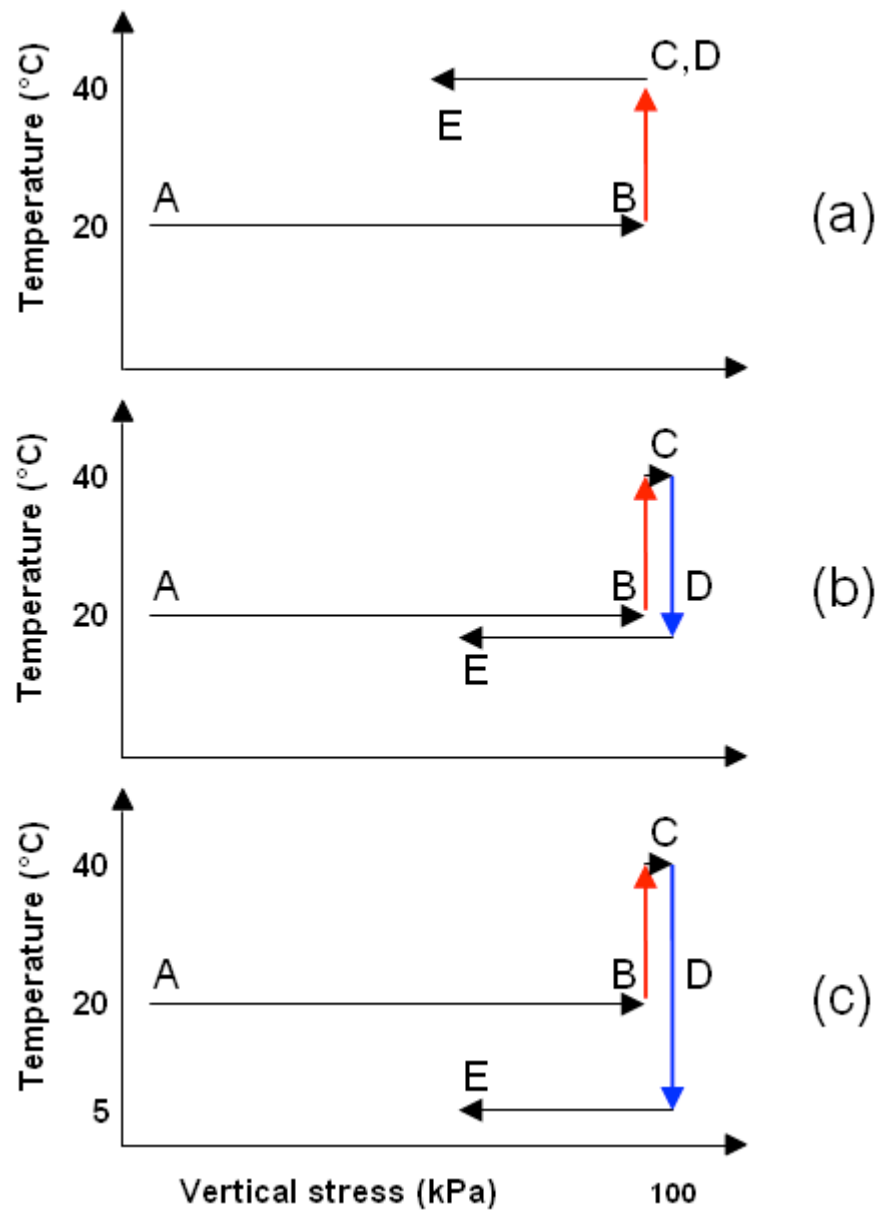 Temperature (°C)
40
20
A
B
C,D
E
(a)
Temperature (°C)
40
20
A
B
C
D
E
(b)
Temperature (°C)
40
20
5
A
B
C
D
E
(c)
Vertical stress (kPa)
100